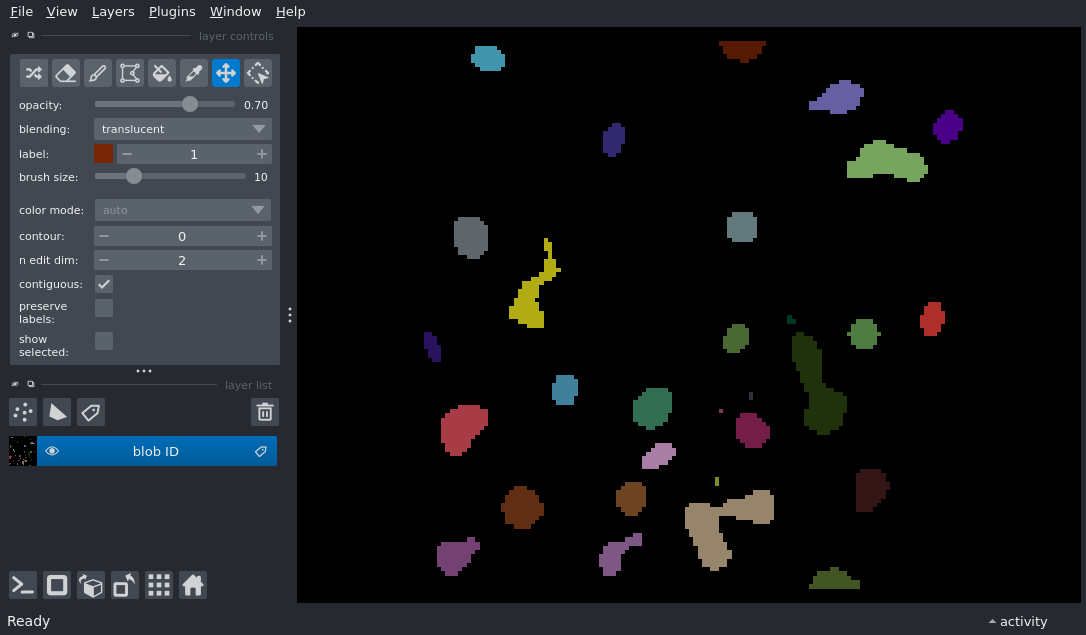 File View Layers Plugins Window Help
layer controls
opacity: 0.70
blending: translucent
label: 1
brush size: 10
color mode: auto
contour: 0
n edit dim: 2
contiguous:
preserve
labels:
show
selected:
layer list
blob ID
Ready
activity